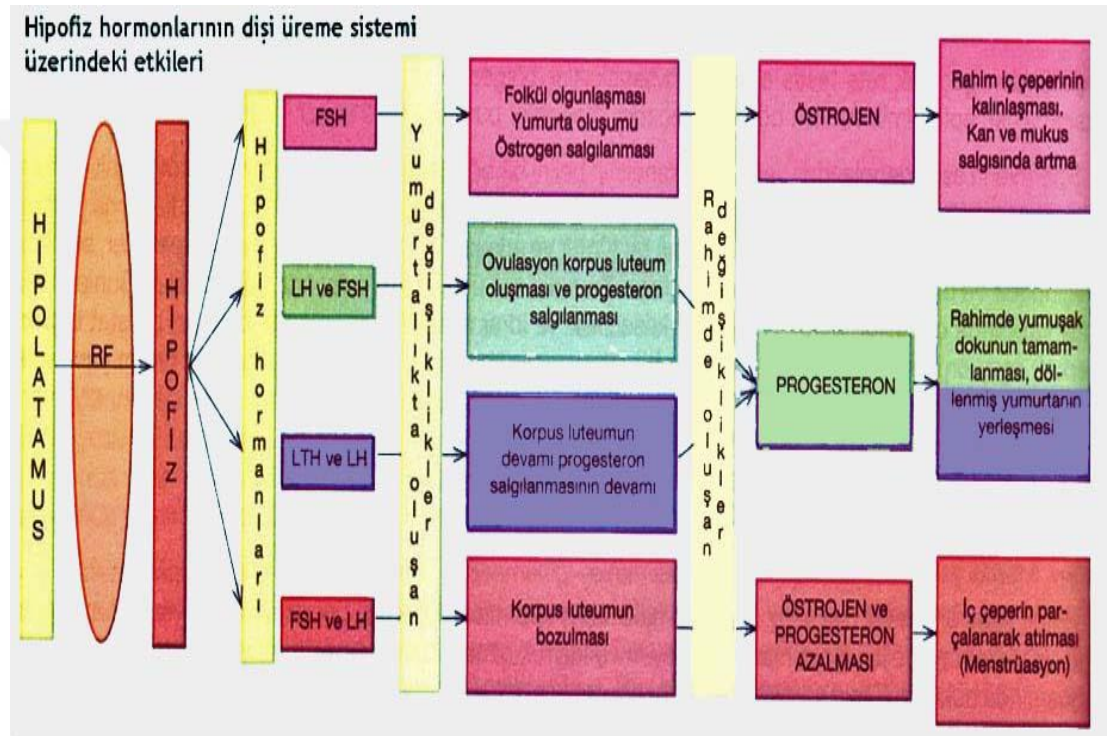 Hipofiz hormonlarının dişi üreme sistemi
üzerindeki etkileri
HİPOLATAMUS
RF
HİPOFİZ
Hipofiz hormanları
FSH
LH ve FSH
LTH ve LH
FSH ve LH
Yumurtalıkta oluşan
değişiklikler
Folkül olgunlaşması
Yumurta oluşumu
Östrogen salgılanması
Ovulasyon korpus luteum
oluşması ve progesteron
salgılanması
Korpus luteumun
devamı progesteron
salgılanmasının devamı
Korpus luteumun
bozulması
Rahimde oluşan
değişiklikler
ÖSTROJEN
PROGESTERON
ÖSTROJEN ve
PROGESTERON
AZALMASI
Rahim iç çeperinin
kalınlaşması.
Kan ve mukus
salgısında artma
Rahimde yumuşak
dokunun tamam-
lanması, döl-
lenmiş yumurtanın
yerleşmesi
İç çeperin par-
çalanarak atılması
(Menstrüasyon)